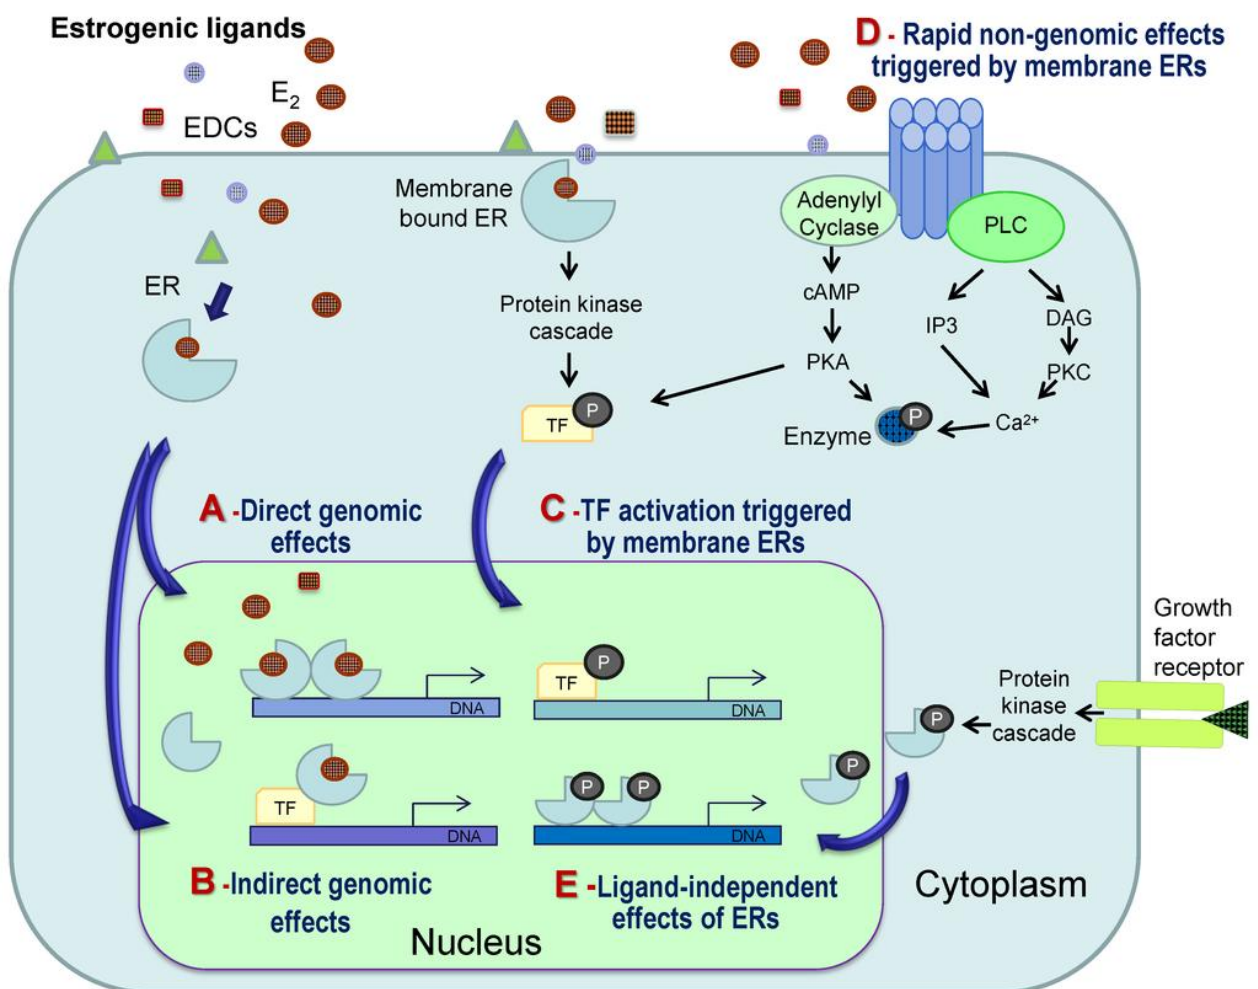 Estrogenic ligands
E₂
EDCs
D - Rapid non-genomic effects
triggered by membrane ERs
Membrane
bound ER
Adenylyl
Cyclase
PLC
ER
Protein kinase
cascade
cAMP
IP3
DAG
PKA
PKC
TF
P
Enzyme
P
Ca²⁺
A -Direct genomic
effects
C -TF activation triggered
by membrane ERs
DNA
TF
P
DNA
Growth
factor
receptor
Protein
kinase
cascade
P
TF
DNA
P
P
DNA
P
B -Indirect genomic
effects
E -Ligand-independent
effects of ERs
Cytoplasm
Nucleus